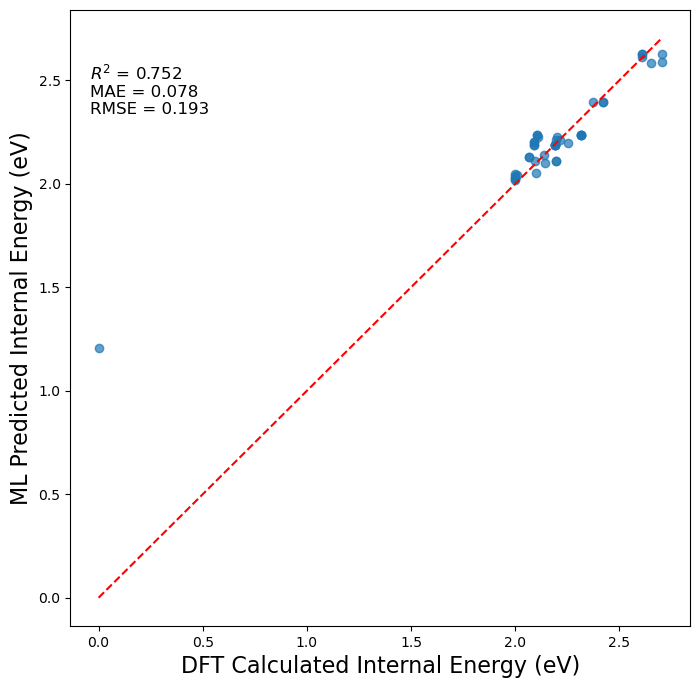 R² = 0.752
MAE = 0.078
RMSE = 0.193
ML Predicted Internal Energy (eV)
2.5
2.0
1.5
1.0
0.5
0.0
0.0 0.5 1.0 1.5 2.0 2.5
DFT Calculated Internal Energy (eV)